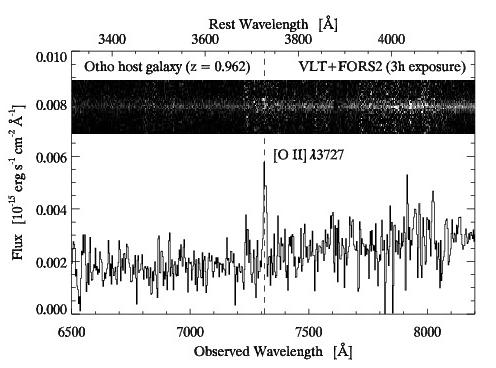 Rest Wavelength [Å]
3400 3600 3800 4000
0.010
Otho host galaxy (z = 0.962) VLT+FORS2 (3h exposure)
0.008
0.006
[O II] λ3727
0.004
0.002
0.000
Flux [10⁻¹⁵ erg s⁻¹ cm⁻² Å⁻¹]
6500 7000 7500 8000
Observed Wavelength [Å]